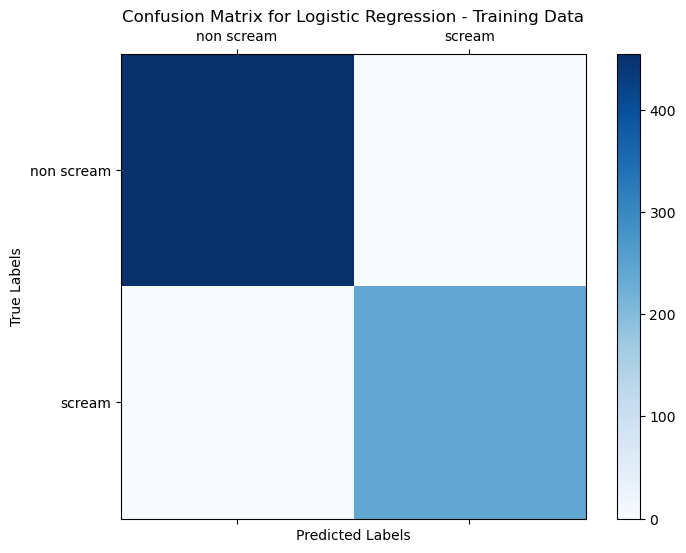 Confusion Matrix for Logistic Regression - Training Data
non scream
scream
non scream
scream
True Labels
Predicted Labels
400
300
200
100
0